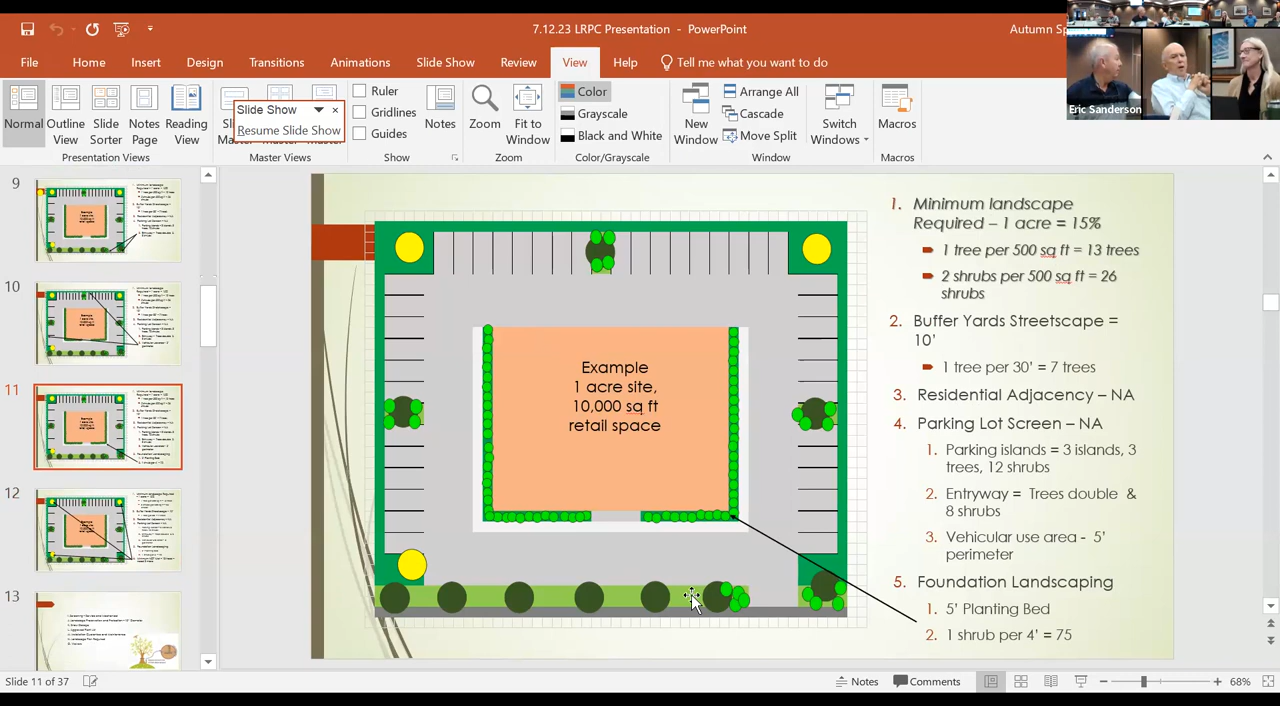 7.12.23 LRPC Presentation - PowerPoint
Autumn Sp
File Home Insert Design Transitions Animations Slide Show Review View Help Tell me what you want to do
Eric Sanderson
Normal
Outline View
Slide Sorter
Notes Page
Reading View
Presentation Views
Slide Show
Resume Slide Show
Master Views
Ruler
Gridlines
Guides
Show
Notes
Zoom
Fit to Window
Zoom
Color
Grayscale
Black and White
Color/Grayscale
New Window
Arrange All
Cascade
Move Split
Switch Windows
Window
Macros
Macros
9
10
11
12
13
Example
1 acre site,
10,000 sq ft
retail space
1. Minimum landscape
Required – 1 acre = 15%
1 tree per 500 sq ft = 13 trees
2 shrubs per 500 sq ft = 26
shrubs
2. Buffer Yards Streetscape =
10’
1 tree per 30’ = 7 trees
3. Residential Adjacency – NA
4. Parking Lot Screen – NA
1. Parking islands = 3 islands, 3
trees, 12 shrubs
2. Entryway = Trees double &
8 shrubs
3. Vehicular use area - 5’
perimeter
5. Foundation Landscaping
1. 5’ Planting Bed
2. 1 shrub per 4’ = 75
Slide 11 of 37
Notes
Comments
68%